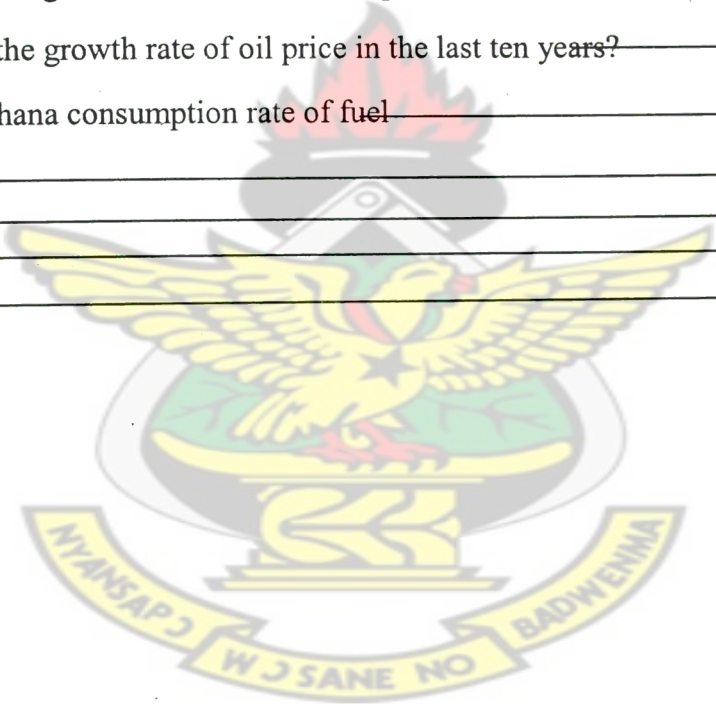 the growth rate of oil price in the last ten years?
hana consumption rate of fuel
NYANSAPƆ WƆSANE NO BADWENMA